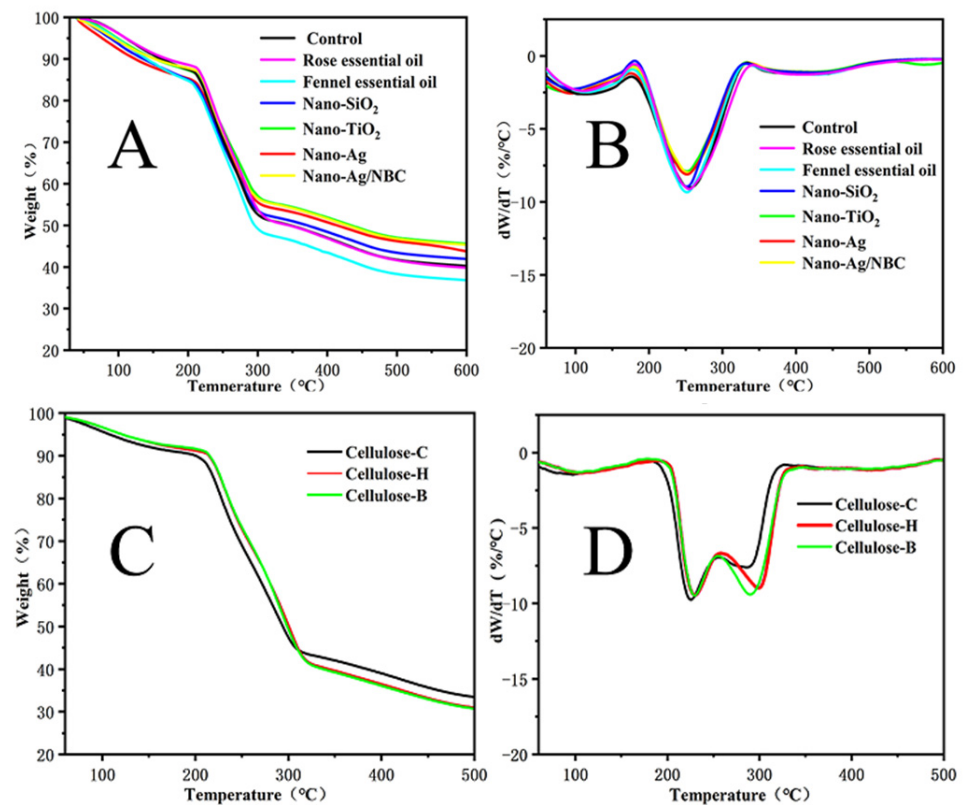 A
Weight (%)
100
90
80
70
60
50
40
30
20
Control
Rose essential oil
Fennel essential oil
Nano-SiO₂
Nano-TiO₂
Nano-Ag
Nano-Ag/NBC
100 200 300 400 500 600
Temperature (℃)
B
dW/dT (%/℃)
0
−5
−10
−15
−20
Control
Rose essential oil
Fennel essential oil
Nano-SiO₂
Nano-TiO₂
Nano-Ag
Nano-Ag/NBC
100 200 300 400 500 600
Temperature (℃)
C
Weight (%)
100
90
80
70
60
50
40
30
20
Cellulose-C
Cellulose-H
Cellulose-B
100 200 300 400 500
Temperature (℃)
D
dW/dT ( %/℃)
0
−5
−10
−15
−20
Cellulose-C
Cellulose-H
Cellulose-B
100 200 300 400 500
Temperature (℃)